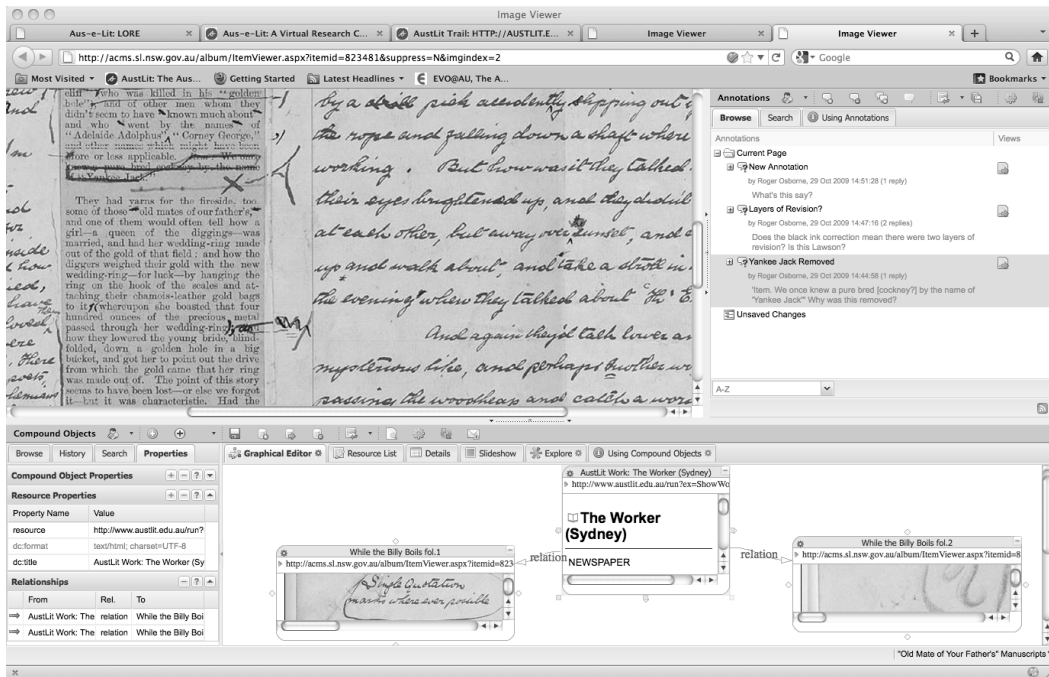 Image Viewer
Aus-e-Lit: LORE
Aus-e-Lit: A Virtual Research C...
AustLit Trail: HTTP://AUSTLIT.E...
Image Viewer
Image Viewer
http://acms.sl.nsw.gov.au/album/ItemViewer.aspx?itemid=823481&suppress=N&imgindex=2
Google
Most Visited
AustLit: The Aus...
Getting Started
Latest Headlines
EVO@AU, The A...
Bookmarks
cliff who was killed in his "golden
hole", and of other men whom they
didn't seem to have known much about
and who went by the names of
"Adelaide Adolphus", "Corney George,"
and other names which might have been
More or less applicable.
"Yankee Jack."
They had yarns for the fireside, too
some of those old mates of our father's,
and one of them would often tell how a
girl—a queen of the diggings—was
married, and had her wedding-ring made
out of the gold of that field; and how the
diggers weighed their gold with the new
wedding-ring—for luck—by hanging the
ring on the hook of the scales and at-
taching their chamois-leather gold bags
to it (whereupon she boasted that four
hundred ounces of the precious metal
passed through her wedding-ring)
how they lowered the young bride, blind-
folded, down a golden hole in a big
bucket, and got her to point out the drive
from which the gold came that her ring
was made out of. The point of this story
seems to have been lost—or else we forgot
it—but it was characteristic. Had the
by a pick accidently slipping out
the rope and falling down a shaft where
working. But how was it they talked
their eyes brightened up and they didn't
at each other, but away over sunset, and
up and walk about, and take a stroll in
the evening when they talked about "Th' E
And again they'd talk lower an
mysterious like, and perhaps mother wo
passing the woodheap and catch a word
Annotations
Browse
Search
Using Annotations
Annotations
Views
Current Page
New Annotation
by Roger Osborne, 29 Oct 2009 14:51:28 (1 reply)
What's this say?
Layers of Revision?
by Roger Osborne, 29 Oct 2009 14:47:16 (2 replies)
Does the black ink correction mean there were two layers of
revision? Is this Lawson?
Yankee Jack Removed
by Roger Osborne, 29 Oct 2009 14:44:58 (1 reply)
'Item. We once knew a pure bred [cockney?] by the name of
"Yankee Jack"' Why was this removed?
Unsaved Changes
A-Z
Compound Objects
Browse
History
Search
Properties
Compound Object Properties
Resource Properties
Property Name
Value
resource
http://www.austlit.edu.au/run?
dc:format
text/html; charset=UTF-8
dc:title
AustLit Work: The Worker (Sy
Relationships
From
Rel.
To
AustLit Work: The
relation
While the Billy Boi
AustLit Work: The
relation
While the Billy Boi
Graphical Editor
Resource List
Details
Slideshow
Explore
Using Compound Objects
AustLit Work: The Worker (Sydney)
http://www.austlit.edu.au/run?ex=ShowWo
The Worker
(Sydney)
NEWSPAPER
While the Billy Boils fol.1
http://acms.sl.nsw.gov.au/album/ItemViewer.aspx?itemid=823
Single Quotation
marks where ever possible
relation
relation
While the Billy Boils fol.2
http://acms.sl.nsw.gov.au/album/ItemViewer.aspx?itemid=8
"Old Mate of Your Father's" Manuscripts